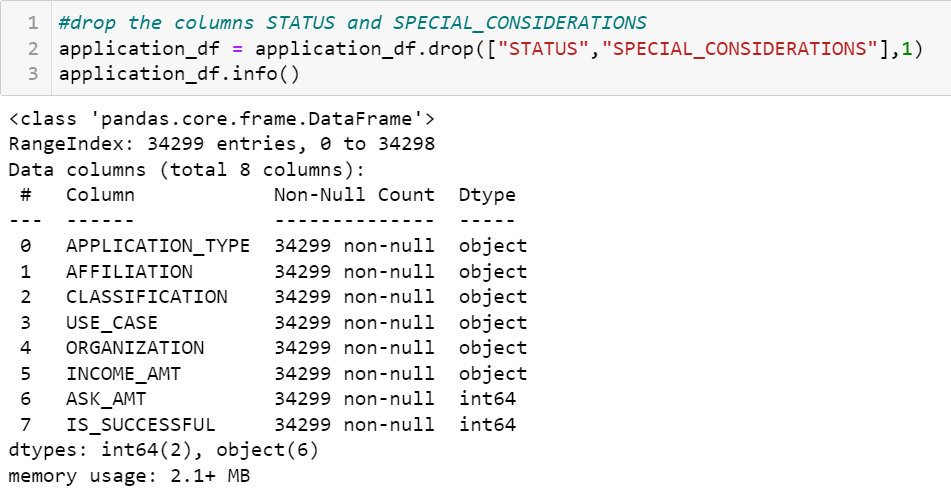 1 #drop the columns STATUS and SPECIAL_CONSIDERATIONS
2 application_df = application_df.drop(["STATUS","SPECIAL_CONSIDERATIONS"],1)
3 application_df.info()
<class 'pandas.core.frame.DataFrame'>
RangeIndex: 34299 entries, 0 to 34298
Data columns (total 8 columns):
 #   Column            Non-Null Count  Dtype
---  ------            --------------  -----
 0   APPLICATION_TYPE  34299 non-null  object
 1   AFFILIATION       34299 non-null  object
 2   CLASSIFICATION    34299 non-null  object
 3   USE_CASE          34299 non-null  object
 4   ORGANIZATION      34299 non-null  object
 5   INCOME_AMT        34299 non-null  object
 6   ASK_AMT           34299 non-null  int64
 7   IS_SUCCESSFUL     34299 non-null  int64
dtypes: int64(2), object(6)
memory usage: 2.1+ MB